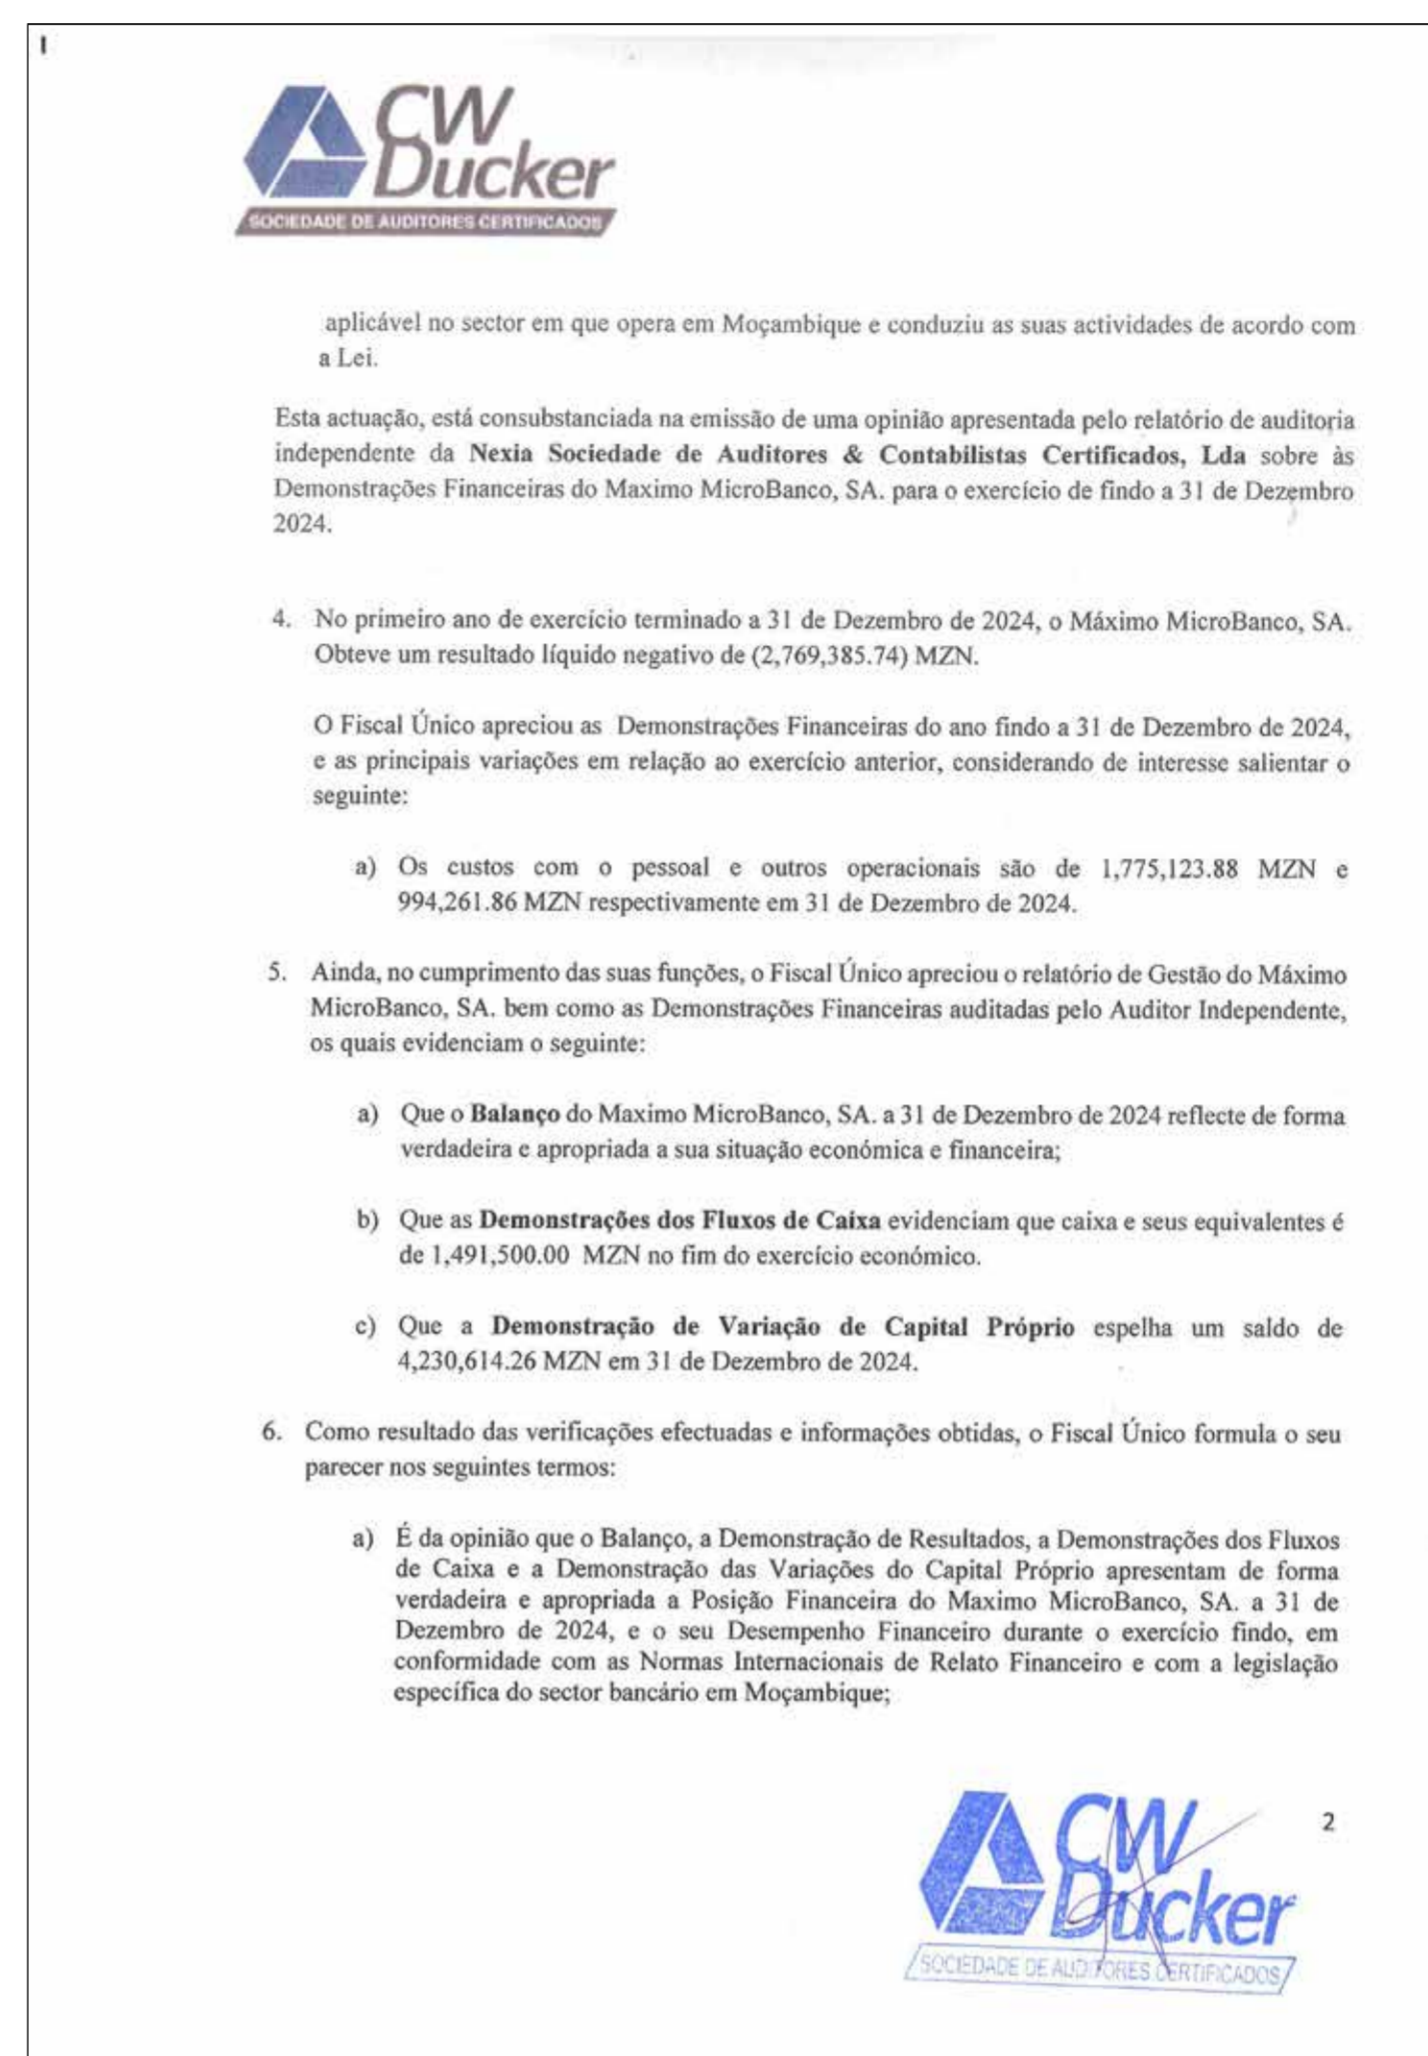 CW
Ducker
SOCIEDADE DE AUDITORES CERTIFICADOS
aplicável no sector em que opera em Moçambique e conduziu as suas actividades de acordo com
a Lei.
Esta actuação, está consubstanciada na emissão de uma opinião apresentada pelo relatório de auditoria
independente da Nexia Sociedade de Auditores & Contabilistas Certificados, Lda sobre às
Demonstrações Financeiras do Maximo MicroBanco, SA. para o exercício de findo a 31 de Dezembro
2024.
4. No primeiro ano de exercício terminado a 31 de Dezembro de 2024, o Máximo MicroBanco, SA.
Obteve um resultado líquido negativo de (2,769,385.74) MZN.
O Fiscal Único apreciou as Demonstrações Financeiras do ano findo a 31 de Dezembro de 2024,
e as principais variações em relação ao exercício anterior, considerando de interesse salientar o
seguinte:
a) Os custos com o pessoal e outros operacionais são de 1,775,123.88 MZN e
994,261.86 MZN respectivamente em 31 de Dezembro de 2024.
5. Ainda, no cumprimento das suas funções, o Fiscal Único apreciou o relatório de Gestão do Máximo
MicroBanco, SA. bem como as Demonstrações Financeiras auditadas pelo Auditor Independente,
os quais evidenciam o seguinte:
a) Que o Balanço do Maximo MicroBanco, SA. a 31 de Dezembro de 2024 reflecte de forma
verdadeira e apropriada a sua situação económica e financeira;
b) Que as Demonstrações dos Fluxos de Caixa evidenciam que caixa e seus equivalentes é
de 1,491,500.00 MZN no fim do exercício económico.
c) Que a Demonstração de Variação de Capital Próprio espelha um saldo de
4,230,614.26 MZN em 31 de Dezembro de 2024.
6. Como resultado das verificações efectuadas e informações obtidas, o Fiscal Único formula o seu
parecer nos seguintes termos:
a) É da opinião que o Balanço, a Demonstração de Resultados, a Demonstrações dos Fluxos
de Caixa e a Demonstração das Variações do Capital Próprio apresentam de forma
verdadeira e apropriada a Posição Financeira do Maximo MicroBanco, SA. a 31 de
Dezembro de 2024, e o seu Desempenho Financeiro durante o exercício findo, em
conformidade com as Normas Internacionais de Relato Financeiro e com a legislação
específica do sector bancário em Moçambique;
2
CW
Ducker
SOCIEDADE DE AUDITORES CERTIFICADOS